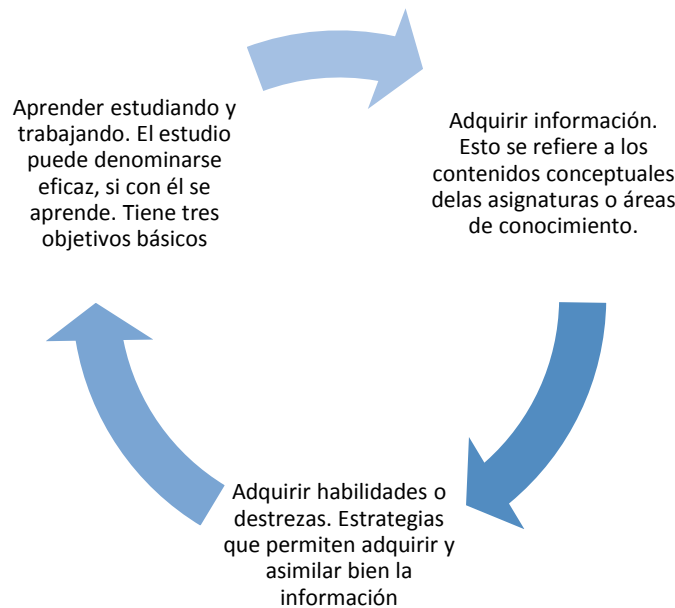 Aprender estudiando y
trabajando. El estudio
puede denominarse
eficaz, si con él se
aprende. Tiene tres
objetivos básicos
Adquirir información.
Esto se refiere a los
contenidos conceptuales
delas asignaturas o áreas
de conocimiento.
Adquirir habilidades o
destrezas. Estrategias
que permiten adquirir y
asimilar bien la
información